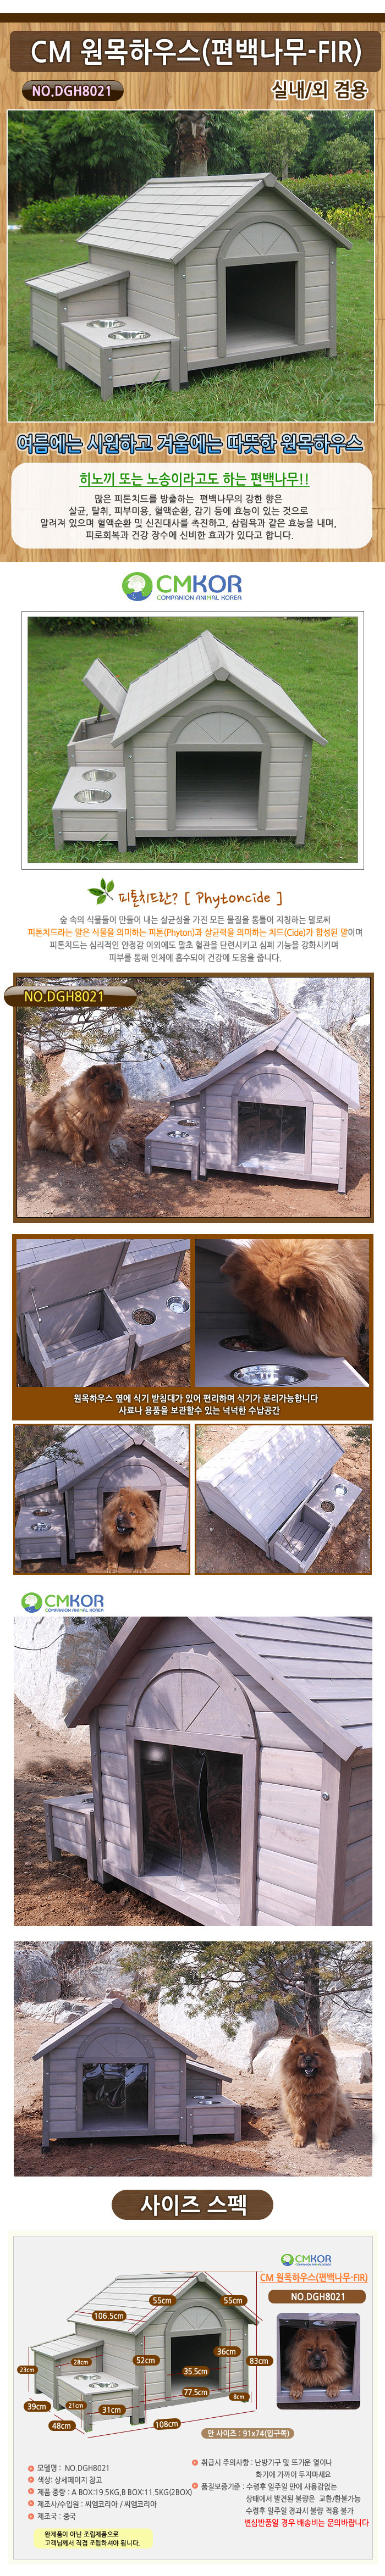 CM 원목하우스(편백나무-FIR)
NO.DGH8021
실내/외 겸용
여름에는 시원하고 겨울에는 따뜻한 원목하우스
히노끼 또는 노송이라고도 하는 편백나무!!
많은 피톤치드를 방출하는 편백나무의 강한 향은
살균, 탈취, 피부미용, 혈액순환, 감기 등에 효능이 있는 것으로
알려져 있으며 혈액순환 및 신진대사를 촉진하고, 삼림욕과 같은 효능을 내며,
피로회복과 건강 장수에 신비한 효과가 있다고 합니다.
CMKOR
COMPANION ANIMAL KOREA
피톤치드란? [ Phytoncide ]
숲 속의 식물들이 만들어 내는 살균성을 가진 모든 물질을 통틀어 지칭하는 말로써
피톤치드라는 말은 식물을 의미하는 피톤(Phyton)과 살균력을 의미하는 치드(Cide)가 합성된 말이며
피톤치드는 심리적인 안정감 이외에도 말초 혈관을 단련시키고 심폐 기능을 강화시키며
피부를 통해 인체에 흡수되어 건강에 도움을 줍니다.
NO.DGH8021
원목하우스 옆에 식기 받침대가 있어 편리하며 식기가 분리가능합니다
사료나 용품을 보관할수 있는 넉넉한 수납공간
CMKOR
COMPANION ANIMAL KOREA
사이즈 스펙
CMKOR
COMPANION ANIMAL KOREA
CM 원목하우스(편백나무-FIR)
NO.DGH8021
55cm
55cm
106.5cm
36cm
52cm
83cm
28cm
23cm
35.5cm
77.5cm
8cm
39cm
21cm
31cm
48cm
108cm
안 사이즈 : 91x74(입구쪽)
모델명 : NO.DGH8021
색상: 상세페이지 참고
제품 중량 : A BOX:19.5KG,B BOX:11.5KG(2BOX)
제조사/수입원 : 씨엠코리아 / 씨엠코리아
제조국 : 중국
완제품이 아닌 조립제품으로
고객님께서 직접 조립하셔야 됩니다.
취급시 주의사항 : 난방기구 및 뜨거운 열이나
화기에 가까이 두지마세요
품질보증기준 : 수령후 일주일 만에 사용감없는
상태에서 발견된 불량은 교환/환불가능
수령후 일주일 경과시 불량 적용 불가
변심반품일 경우 배송비는 문의바랍니다